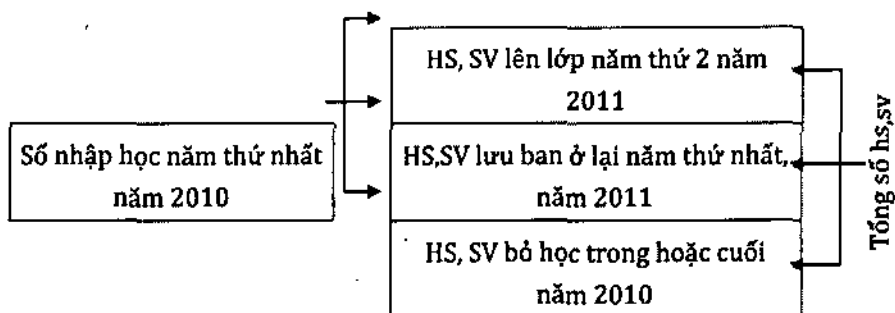 HS, SV lên lớp năm thứ 2 năm
2011
Số nhập học năm thứ nhất
năm 2010
HS,SV lưu ban ở lại năm thứ nhất,
năm 2011
HS, SV bỏ học trong hoặc cuối
năm 2010
Tổng số hs,sv